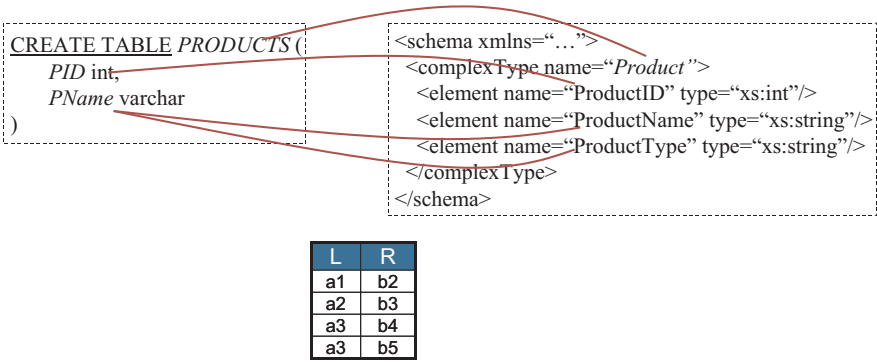 CREATE TABLE PRODUCTS (
PID int,
PName varchar
)
<schema xmlns=“…”>
<complexType name=“Product”>
<element name=“ProductID” type=“xs:int”/>
<element name=“ProductName” type=“xs:string”/>
<element name=“ProductType” type=“xs:string”/>
</complexType>
</schema>
L R
a1 b2
a2 b3
a3 b4
a3 b5